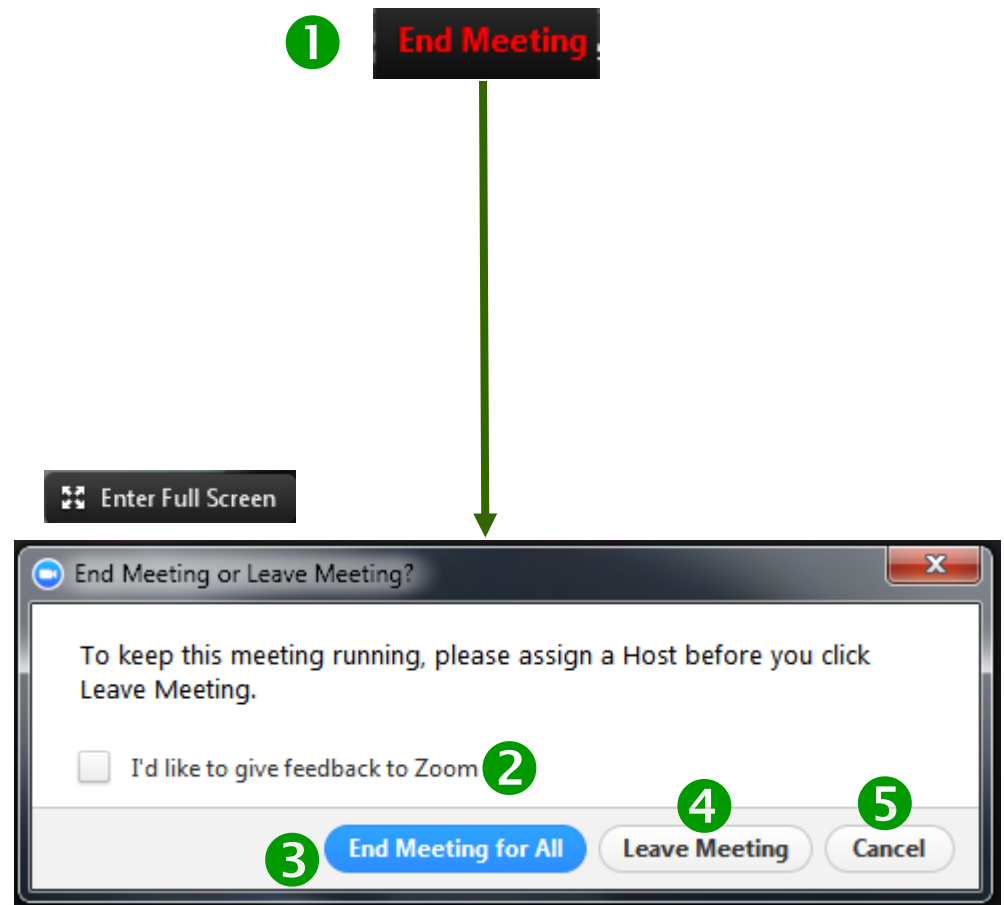 1 End Meeting
Enter Full Screen
End Meeting or Leave Meeting?
x
To keep this meeting running, please assign a Host before you click
Leave Meeting.
I'd like to give feedback to Zoom 2
3 End Meeting for All 4 Leave Meeting 5 Cancel